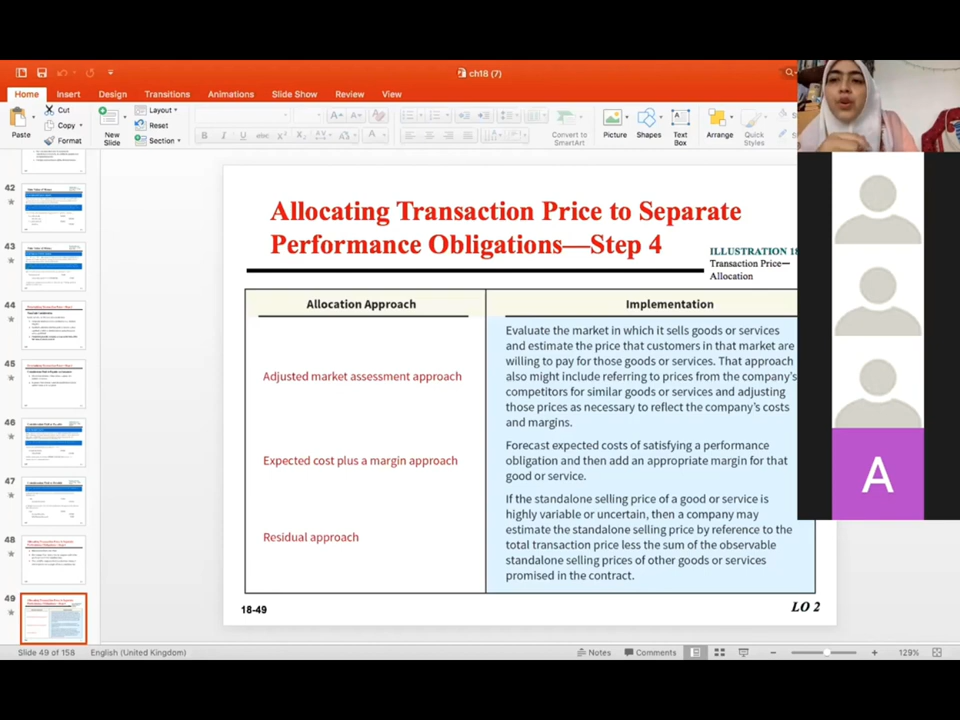 ch18 (7)
Home Insert Design Transitions Animations Slide Show Review View
Paste
Cut
Copy
Format
New
Slide
Layout
Reset
Section
B I U abc
Convert to
SmartArt
Picture
Shapes
Text
Box
Arrange
Quick
Styles
42
43
44
45
46
47
48
49
Allocating Transaction Price to Separate
Performance Obligations—Step 4
ILLUSTRATION 18
Transaction Price—
Allocation
Allocation Approach
Implementation
Adjusted market assessment approach
Evaluate the market in which it sells goods or services
and estimate the price that customers in that market are
willing to pay for those goods or services. That approach
also might include referring to prices from the company's
competitors for similar goods or services and adjusting
those prices as necessary to reflect the company's costs
and margins.
Expected cost plus a margin approach
Forecast expected costs of satisfying a performance
obligation and then add an appropriate margin for that
good or service.
Residual approach
If the standalone selling price of a good or service is
highly variable or uncertain, then a company may
estimate the standalone selling price by reference to the
total transaction price less the sum of the observable
standalone selling prices of other goods or services
promised in the contract.
18-49
LO 2
A
Slide 49 of 158 English (United Kingdom) Notes Comments 129%